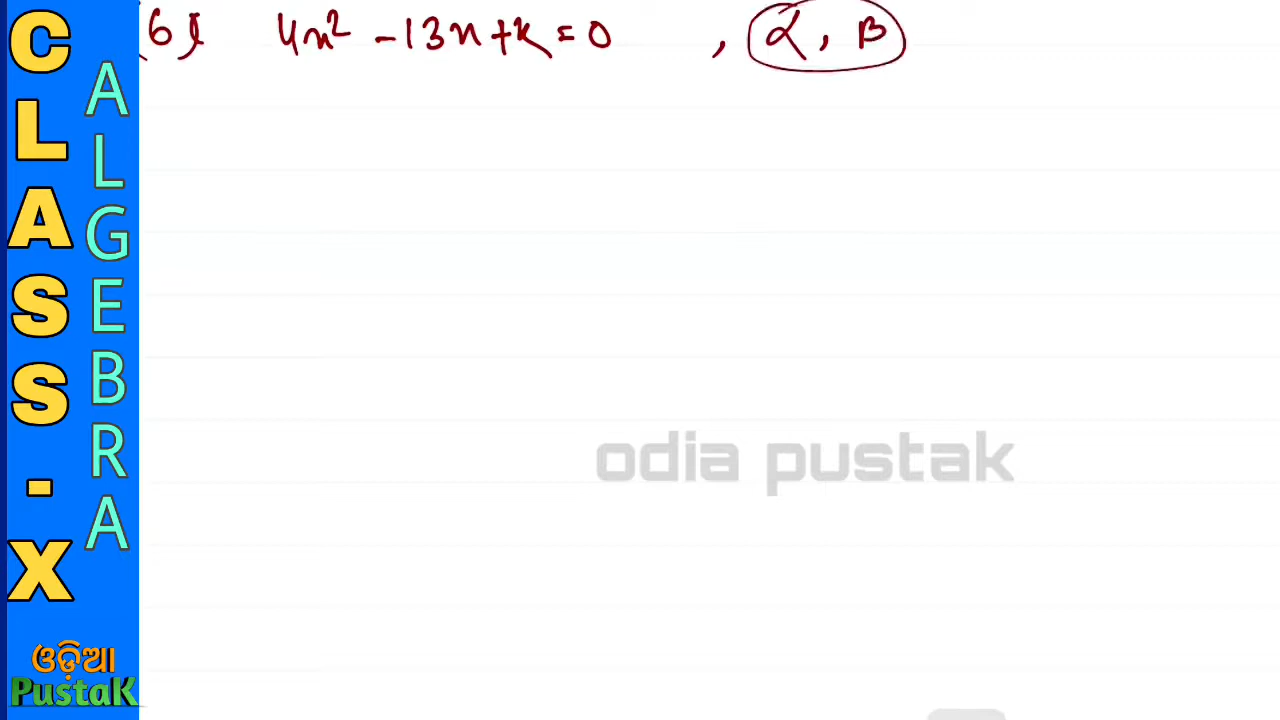 (6) 4x² - 13x + k = 0 , α, β
CLASS-X
ALGEBRA
odia pustak
ଓଡ଼ିଆ
PustaK